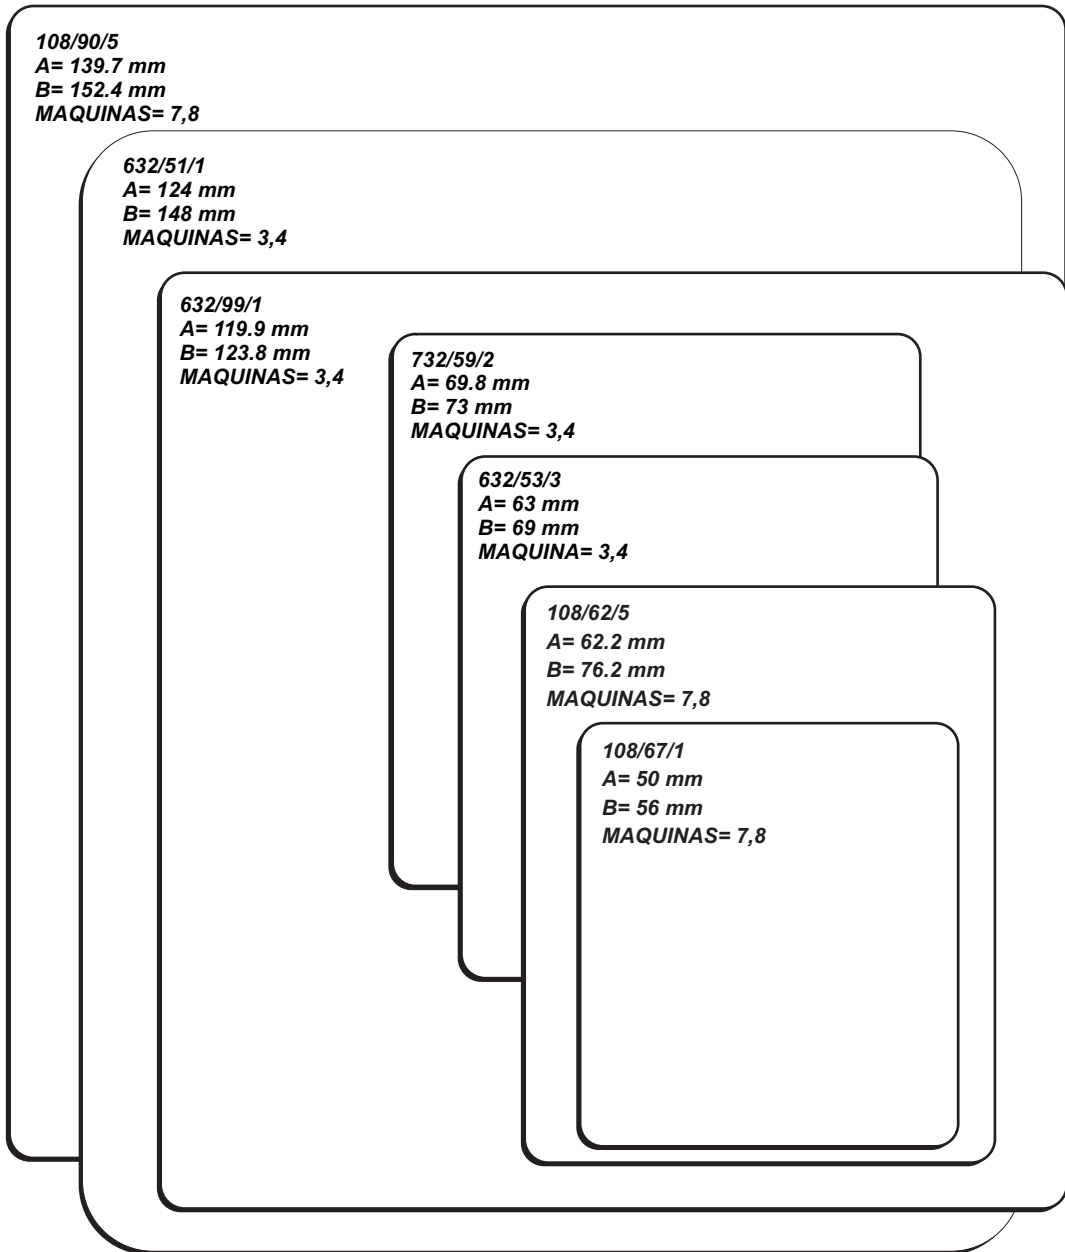 108/90/5
A= 139.7 mm
B= 152.4 mm
MAQUINAS= 7,8
632/51/1
A= 124 mm
B= 148 mm
MAQUINAS= 3,4
632/99/1
A= 119.9 mm
B= 123.8 mm
MAQUINAS= 3,4
732/59/2
A= 69.8 mm
B= 73 mm
MAQUINAS= 3,4
632/53/3
A= 63 mm
B= 69 mm
MAQUINA= 3,4
108/62/5
A= 62.2 mm
B= 76.2 mm
MAQUINAS= 7,8
108/67/1
A= 50 mm
B= 56 mm
MAQUINAS= 7,8